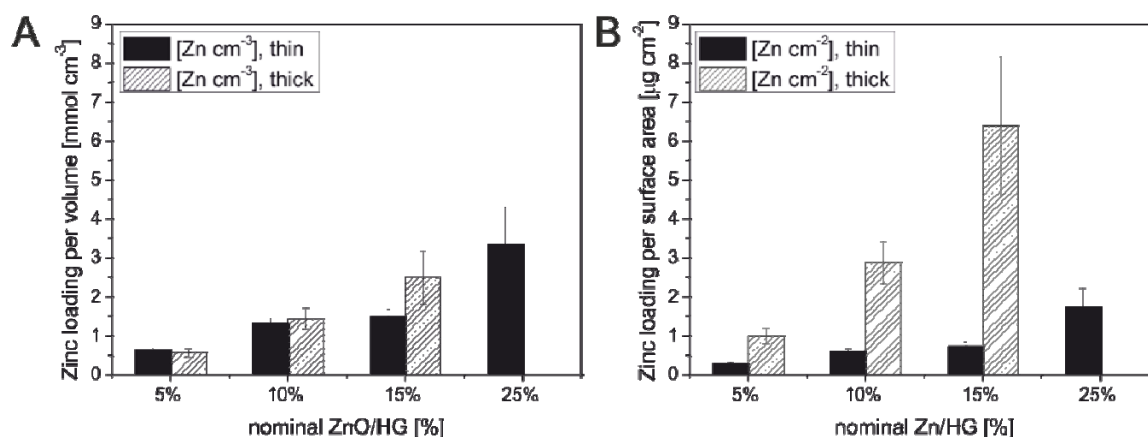 A
Zinc loading per volume [mmol cm⁻³]
9
8
7
6
5
4
3
2
1
0
[Zn cm⁻³], thin
[Zn cm⁻³], thick
5% 10% 15% 25%
nominal ZnO/HG [%]
B
Zinc loading per surface area [µg cm⁻²]
9
8
7
6
5
4
3
2
1
0
[Zn cm⁻²], thin
[Zn cm⁻²], thick
5% 10% 15% 25%
nominal Zn/HG [%]